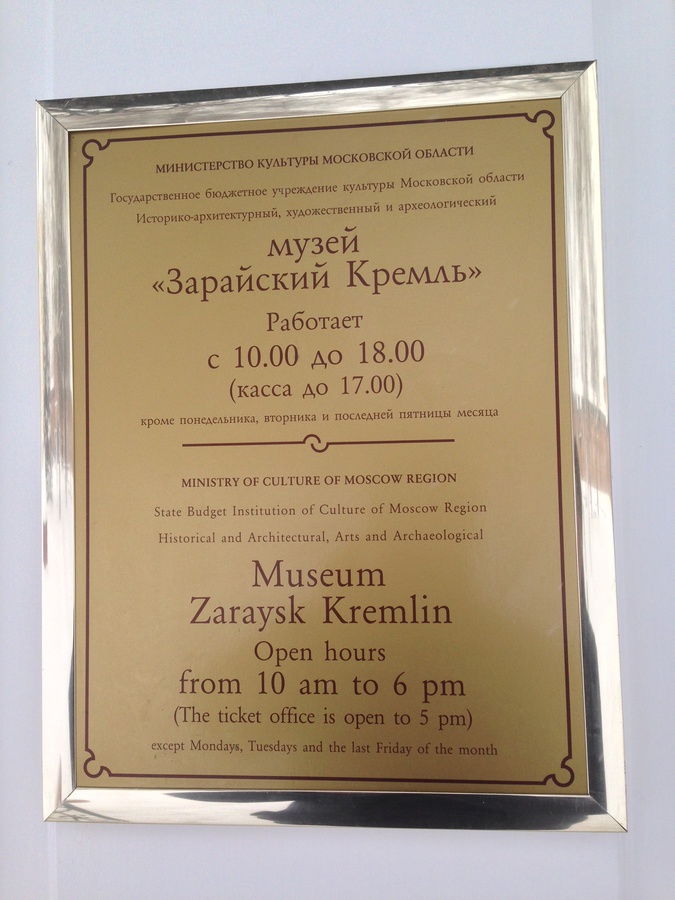 МИНИСТЕРСТВО КУЛЬТУРЫ МОСКОВСКОЙ ОБЛАСТИ
Государственное бюджетное учреждение культуры Московской области
Историко-архитектурный, художественный и археологический
музей
«Зарайский Кремль»
Работает
с 10.00 до 18.00
(касса до 17.00)
кроме понедельника, вторника и последней пятницы месяца
MINISTRY OF CULTURE OF MOSCOW REGION
State Budget Institution of Culture of Moscow Region
Historical and Architectural, Arts and Archaeological
Museum
Zaraysk Kremlin
Open hours
from 10 am to 6 pm
(The ticket office is open to 5 pm)
except Mondays, Tuesdays and the last Friday of the month